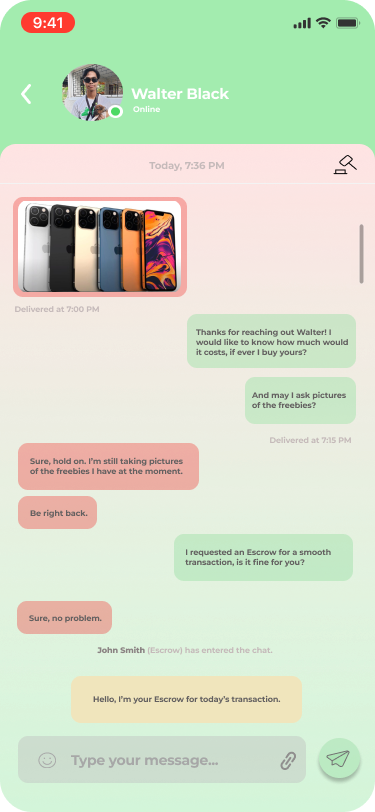 9:41
Walter Black
Online
Today, 7:36 PM
Delivered at 7:00 PM
Thanks for reaching out Walter! I
would like to know how much would
it costs, if ever I buy yours?
And may I ask pictures
of the freebies?
Delivered at 7:15 PM
Sure, hold on. I'm still taking pictures
of the freebies I have at the moment.
Be right back.
I requested an Escrow for a smooth
transaction, is it fine for you?
Sure, no problem.
John Smith (Escrow) has entered the chat.
Hello, I'm your Escrow for today's transaction.
Type your message...